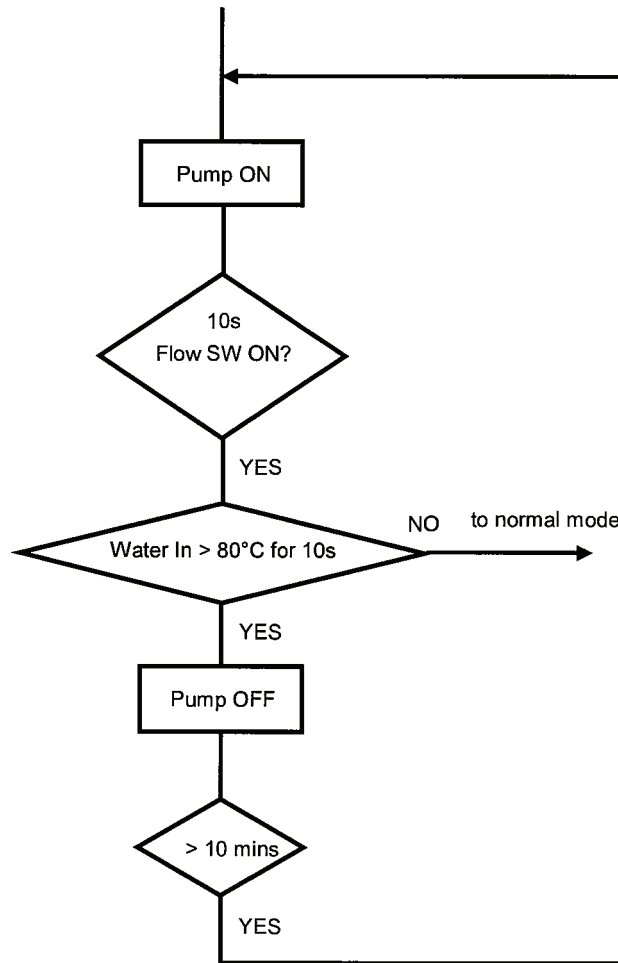 Pump ON
10s
Flow SW ON?
YES
Water In > 80°C for 10s
NO
to normal mode
YES
Pump OFF
> 10 mins
YES